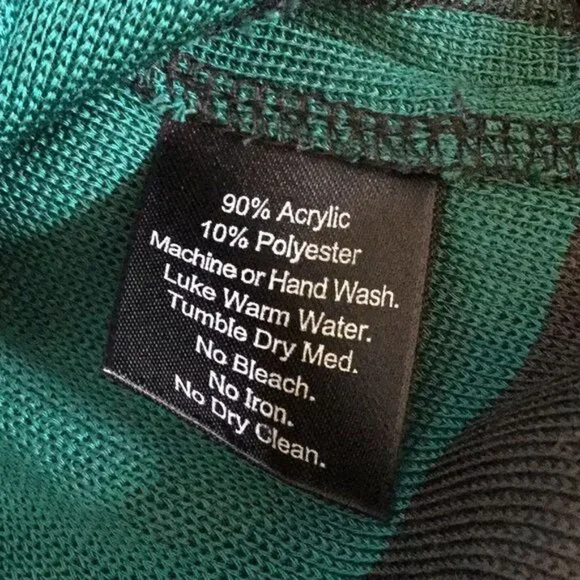 90% Acrylic
10% Polyester
Machine or Hand Wash.
Luke Warm Water.
Tumble Dry Med.
No Bleach.
No Iron.
No Dry Clean.